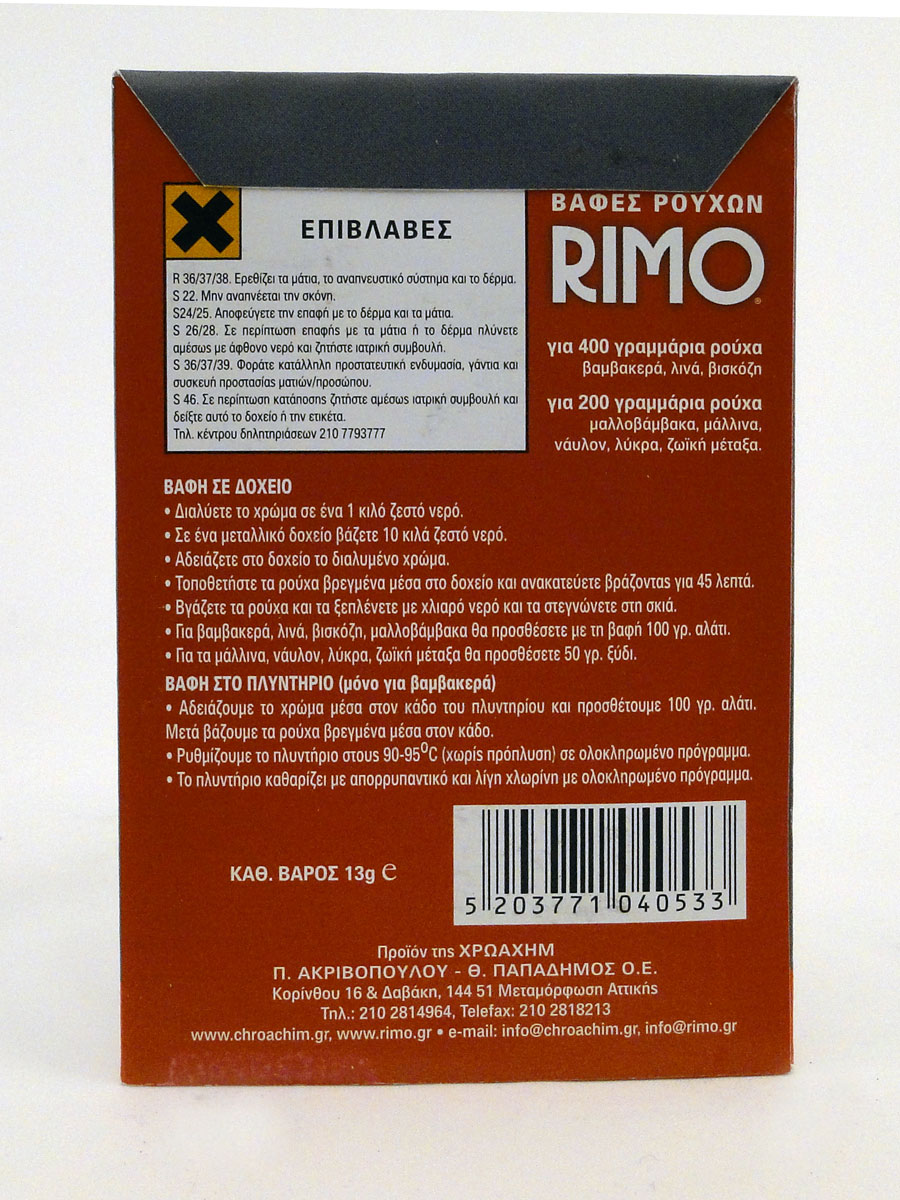 ΕΠΙΒΛΑΒΕΣ
R 36/37/38. Ερεθίζει τα μάτια, το αναπνευστικό σύστημα και το δέρμα.
S 22. Μην αναπνέεται την σκόνη.
S24/25. Αποφεύγετε την επαφή με το δέρμα και τα μάτια.
S 26/28. Σε περίπτωση επαφής με τα μάτια ή το δέρμα πλύνετε
αμέσως με άφθονο νερό και ζητήστε ιατρική συμβουλή.
S 36/37/39. Φοράτε κατάλληλη προστατευτική ενδυμασία, γάντια και
συσκευή προστασίας ματιών/προσώπου.
S 46. Σε περίπτωση κατάποσης ζητήστε αμέσως ιατρική συμβουλή και
δείξτε αυτό το δοχείο ή την ετικέτα.
Τηλ. κέντρου δηλητηριάσεων 210 7793777
ΒΑΦΕΣ ΡΟΥΧΩΝ
RIMO®
για 400 γραμμάρια ρούχα
βαμβακερά, λινά, βισκόζη
για 200 γραμμάρια ρούχα
μαλλοβάμβακα, μάλλινα,
νάυλον, λύκρα, ζωϊκή μέταξα.
ΒΑΦΗ ΣΕ ΔΟΧΕΙΟ
• Διαλύετε το χρώμα σε ένα 1 κιλό ζεστό νερό.
• Σε ένα μεταλλικό δοχείο βάζετε 10 κιλά ζεστό νερό.
• Αδειάζετε στο δοχείο το διαλυμένο χρώμα.
• Τοποθετήστε τα ρούχα βρεγμένα μέσα στο δοχείο και ανακατεύετε βράζοντας για 45 λεπτά.
• Βγάζετε τα ρούχα και τα ξεπλένετε με χλιαρό νερό και τα στεγνώνετε στη σκιά.
• Για βαμβακερά, λινά, βισκόζη, μαλλοβάμβακα θα προσθέσετε με τη βαφή 100 γρ. αλάτι.
• Για τα μάλλινα, νάυλον, λύκρα, ζωϊκή μέταξα θα προσθέσετε 50 γρ. ξύδι.
ΒΑΦΗ ΣΤΟ ΠΛΥΝΤΗΡΙΟ (μόνο για βαμβακερά)
• Αδειάζουμε το χρώμα μέσα στον κάδο του πλυντηρίου και προσθέτουμε 100 γρ. αλάτι.
Μετά βάζουμε τα ρούχα βρεγμένα μέσα στον κάδο.
• Ρυθμίζουμε το πλυντήριο στους 90-95⁰C (χωρίς πρόπλυση) σε ολοκληρωμένο πρόγραμμα.
• Το πλυντήριο καθαρίζει με απορρυπαντικό και λίγη χλωρίνη με ολοκληρωμένο πρόγραμμα.
ΚΑΘ. ΒΑΡΟΣ 13g ℮
5 203771 040533
Προϊόν της ΧΡΩΑΧΗΜ
Π. ΑΚΡΙΒΟΠΟΥΛΟΥ - Θ. ΠΑΠΑΔΗΜΟΣ Ο.Ε.
Κορίνθου 16 & Δαβάκη, 144 51 Μεταμόρφωση Αττικής
Τηλ.: 210 2814964, Telefax: 210 2818213
www.chroachim.gr, www.rimo.gr • e-mail: info@chroachim.gr, info@rimo.gr